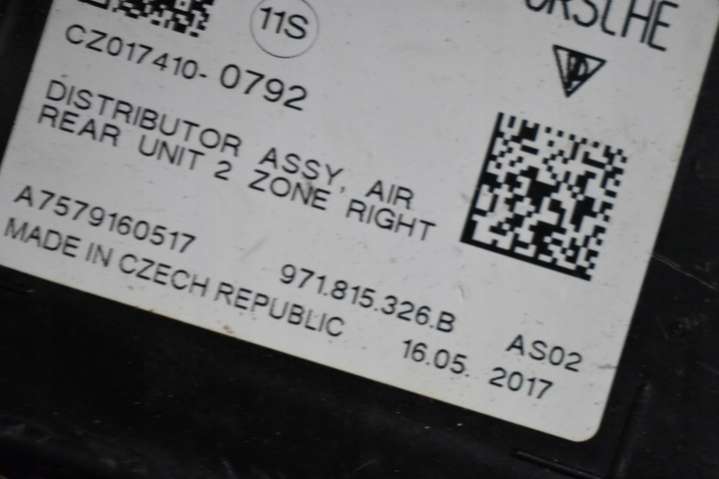 11S
PORSCHE
CZ017410-0792
DISTRIBUTOR ASSY, AIR
REAR UNIT 2 ZONE RIGHT
A7579160517
971.815.326.B AS02
MADE IN CZECH REPUBLIC
16.05. 2017